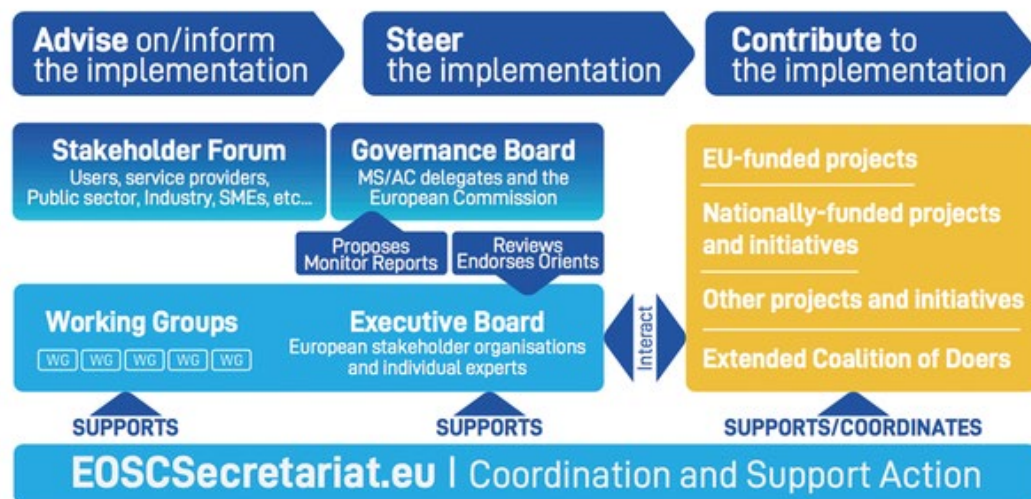 Advise on/inform
the implementation
Steer
the implementation
Contribute to
the implementation
Stakeholder Forum
Users, service providers,
Public sector, Industry, SMEs, etc...
Governance Board
MS/AC delegates and the
European Commission
Proposes
Monitor Reports
Reviews
Endorses Orients
Working Groups
WG WG WG WG WG
Executive Board
European stakeholder organisations
and individual experts
Interact
EU-funded projects
Nationally-funded projects
and initiatives
Other projects and initiatives
Extended Coalition of Doers
SUPPORTS
SUPPORTS
SUPPORTS/COORDINATES
EOSCSecretariat.eu | Coordination and Support Action